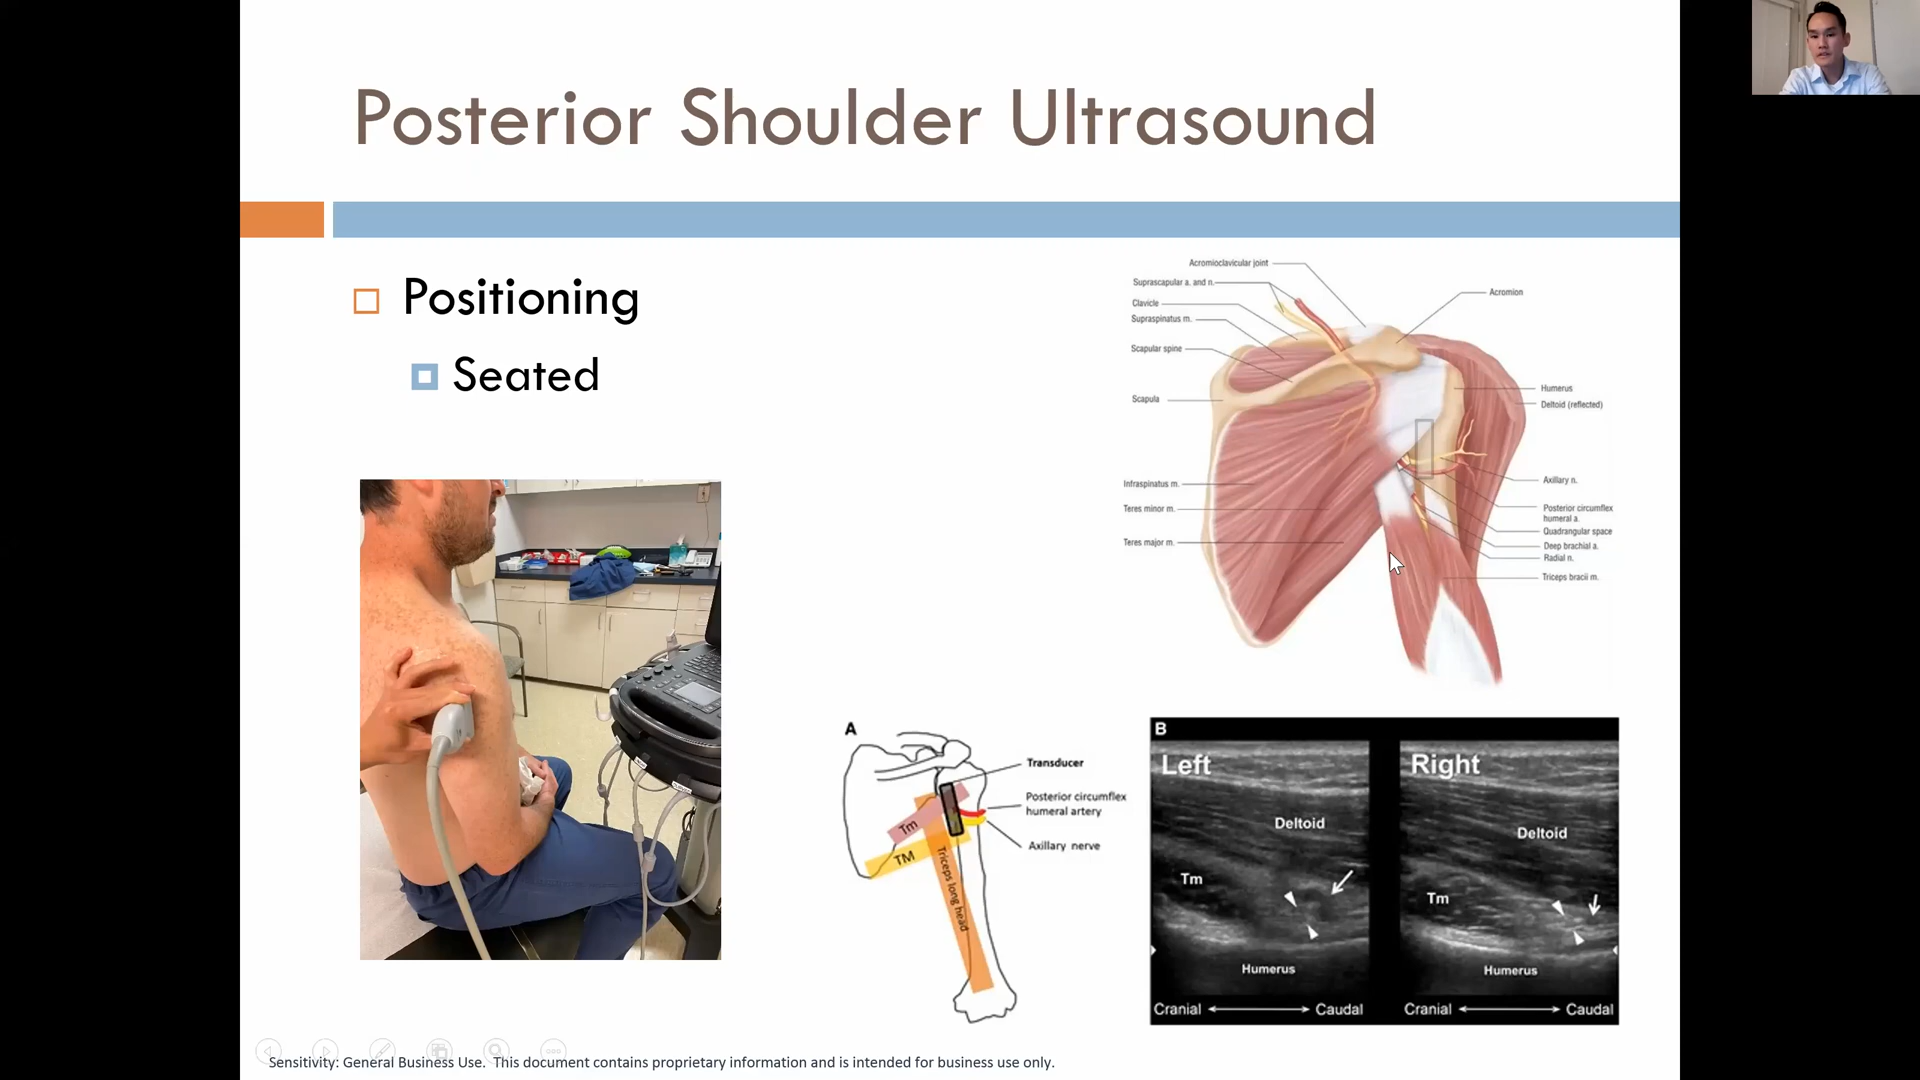 Posterior Shoulder Ultrasound
Positioning
Seated
Acromioclavicular joint
Suprascapular a. and n.
Clavicle
Supraspinatus m.
Scapular spine
Scapula
Infraspinatus m.
Teres minor m.
Teres major m.
Acromion
Humerus
Deltoid (reflected)
Axillary n.
Posterior circumflex
humeral a.
Quadrangular space
Deep brachial a.
Radial n.
Triceps bracii m.
A
Transducer
Posterior circumflex
humeral artery
Axillary nerve
Tm
TM
Triceps long head
B
Left
Deltoid
Tm
Humerus
Cranial Caudal
Right
Deltoid
Tm
Humerus
Cranial Caudal
Sensitivity: General Business Use. This document contains proprietary information and is intended for business use only.